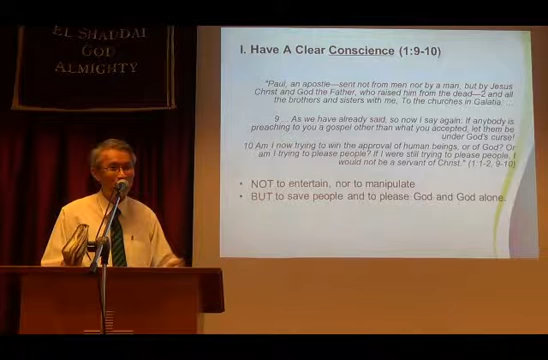 EL SHADDAI
GOD
ALMIGHTY
I. Have A Clear Conscience (1:9-10)
"Paul, an apostle—sent not from men nor by a man, but by Jesus
Christ and God the Father, who raised him from the dead—2 and all
the brothers and sisters with me, To the churches in Galatia: ...
9 ... As we have already said, so now I say again: If anybody is
preaching to you a gospel other than what you accepted, let them be
under God's curse!
10 Am I now trying to win the approval of human beings, or of God? Or
am I trying to please people? If I were still trying to please people, I
would not be a servant of Christ." (1:1-2, 9-10)
• NOT to entertain, nor to manipulate
• BUT to save people and to please God and God alone.